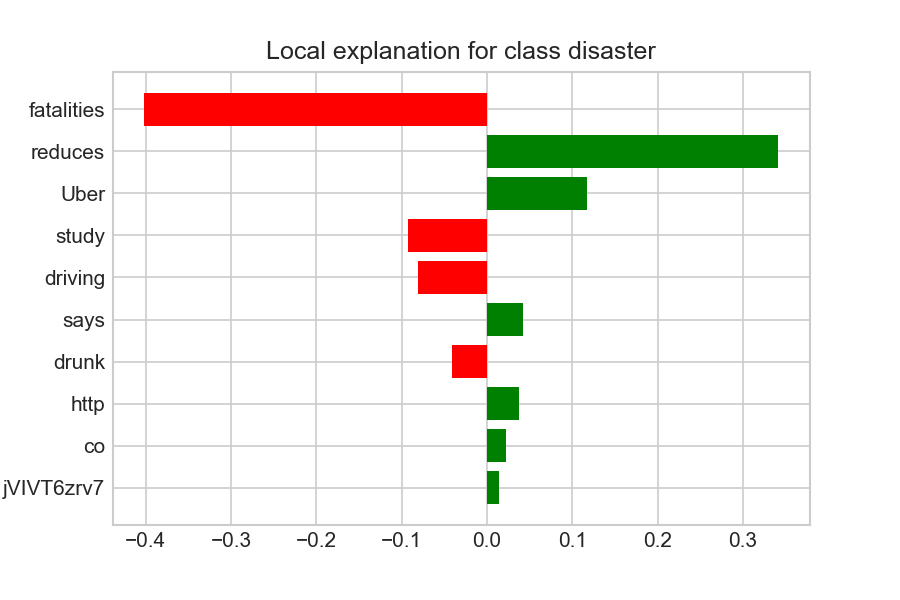 Local explanation for class disaster
fatalities
reduces
Uber
study
driving
says
drunk
http
co
jVIVT6zrv7
−0.4 −0.3 −0.2 −0.1 0.0 0.1 0.2 0.3